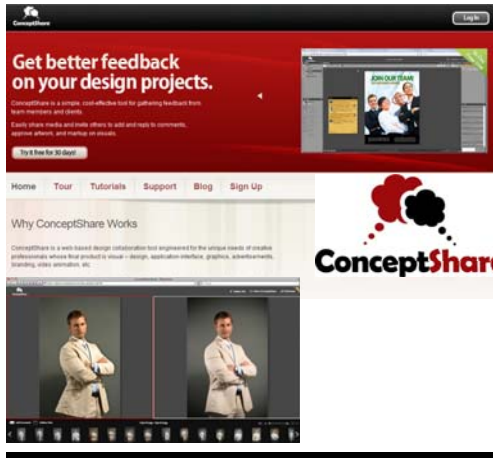 ConceptShare
Log In
Get better feedback
on your design projects.
ConceptShare is a simple, cost-effective tool for gathering feedback from
team members and clients.
Easily share media and invite others to add and reply to comments,
approve artwork, and markup on visuals.
Try it free for 30 days!
JOIN OUR TEAM!
Home Tour Tutorials Support Blog Sign Up
Why ConceptShare Works
ConceptShare is a web-based design collaboration tool engineered for the unique needs of creative
professionals whose final product is visual – design, application interface, graphics, advertisements,
branding, video animation, etc.
ConceptShare